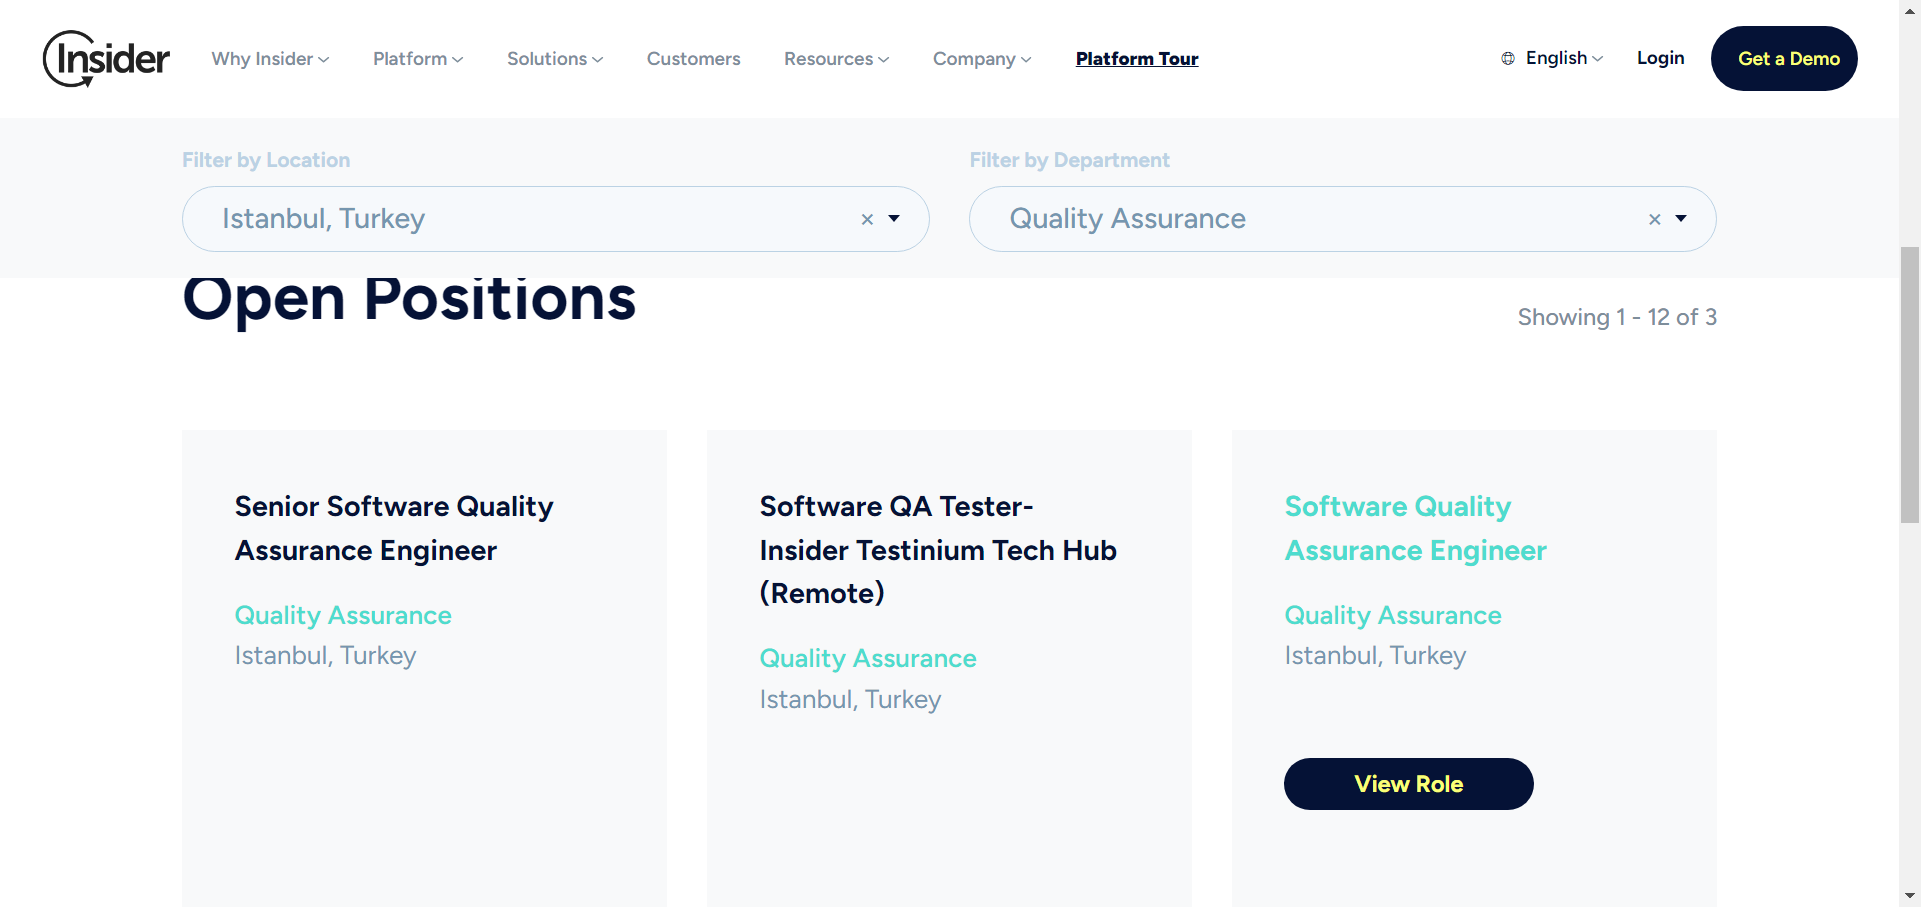 Insider
Why Insider
Platform
Solutions
Customers
Resources
Company
Platform Tour
English
Login
Get a Demo
Filter by Location
Filter by Department
Istanbul, Turkey
×
Quality Assurance
×
Open Positions
Showing 1 - 12 of 3
Senior Software Quality
Assurance Engineer
Quality Assurance
Istanbul, Turkey
Software QA Tester-
Insider Testinium Tech Hub
(Remote)
Quality Assurance
Istanbul, Turkey
Software Quality
Assurance Engineer
Quality Assurance
Istanbul, Turkey
View Role